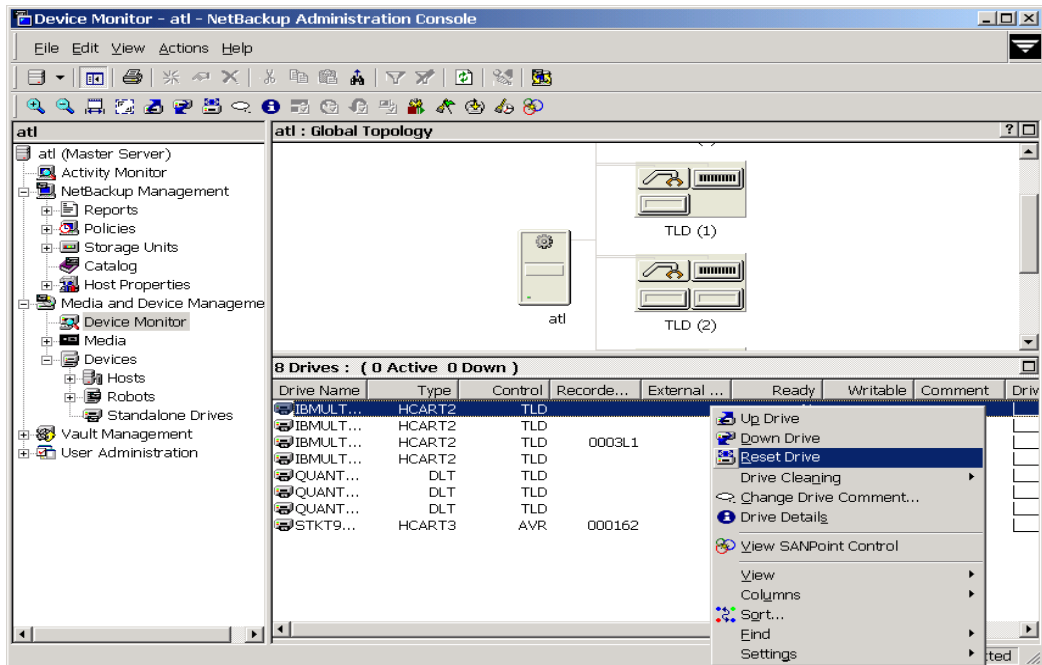 Device Monitor - atl - NetBackup Administration Console
File Edit View Actions Help
atl
atl : Global Topology
atl (Master Server)
Activity Monitor
NetBackup Management
Reports
Policies
Storage Units
Catalog
Host Properties
Media and Device Manageme
Device Monitor
Media
Devices
Hosts
Robots
Standalone Drives
Vault Management
User Administration
TLD (1)
atl
TLD (2)
8 Drives : ( 0 Active 0 Down )
Drive Name Type Control Recorde... External ... Ready Writable Comment Driv
IBMULT... HCART2 TLD
IBMULT... HCART2 TLD
IBMULT... HCART2 TLD 0003L1
IBMULT... HCART2 TLD
QUANT... DLT TLD
QUANT... DLT TLD
QUANT... DLT TLD
STKT9... HCART3 AVR 000162
Up Drive
Down Drive
Reset Drive
Drive Cleaning
Change Drive Comment...
Drive Details
View SANPoint Control
View
Columns
Sort...
Find
Settings